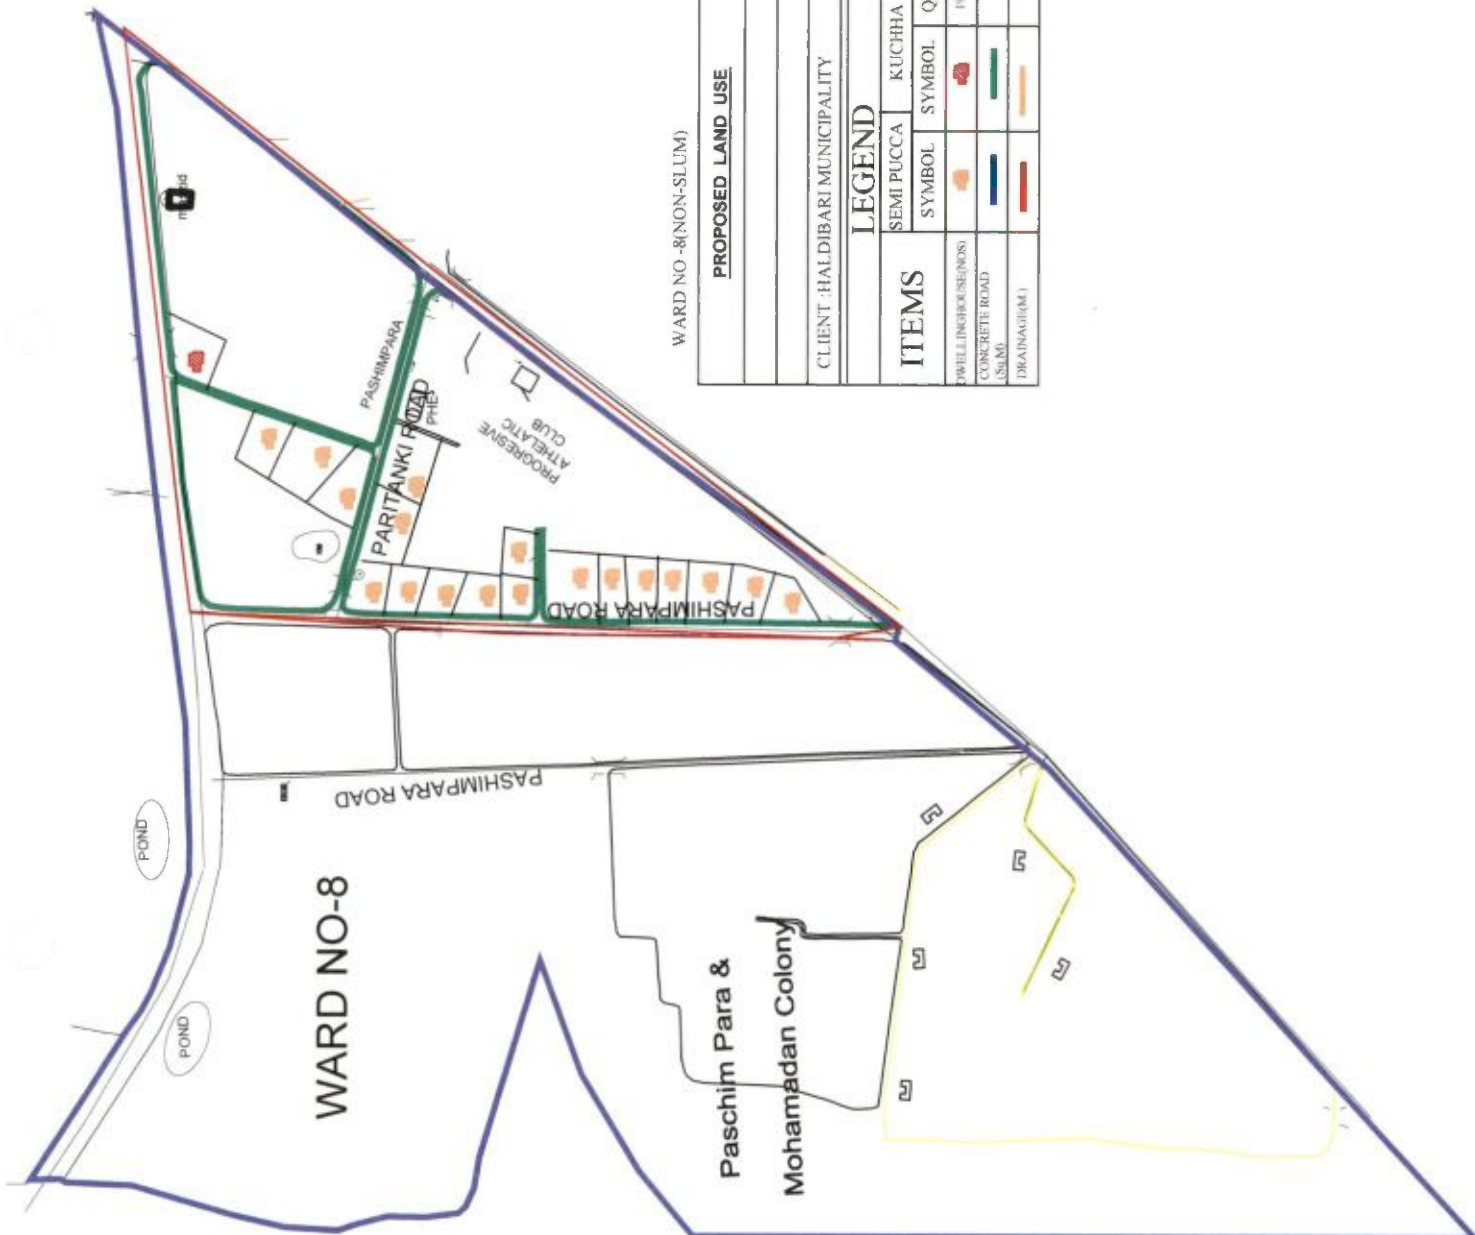 WARD NO -8(NON-SLUM)
PROPOSED LAND USE
CLIENT :HALDIBARI MUNICIPALITY
LEGEND
ITEMS SEMI PUCCA KUCHHA
SYMBOL SYMBOL
DWELLINGHOUSE(NOS)
CONCRETE ROAD
(Sq.M)
DRAINAGE(M.)
PASHIMPARA
PARITANKI ROAD
PHE
PROGRESIVE
ATHELATIC
CLUB
PASHIMPARA ROAD
PASHIMPARA ROAD
POND
POND
WARD NO-8
Paschim Para &
Mohamadan Colony